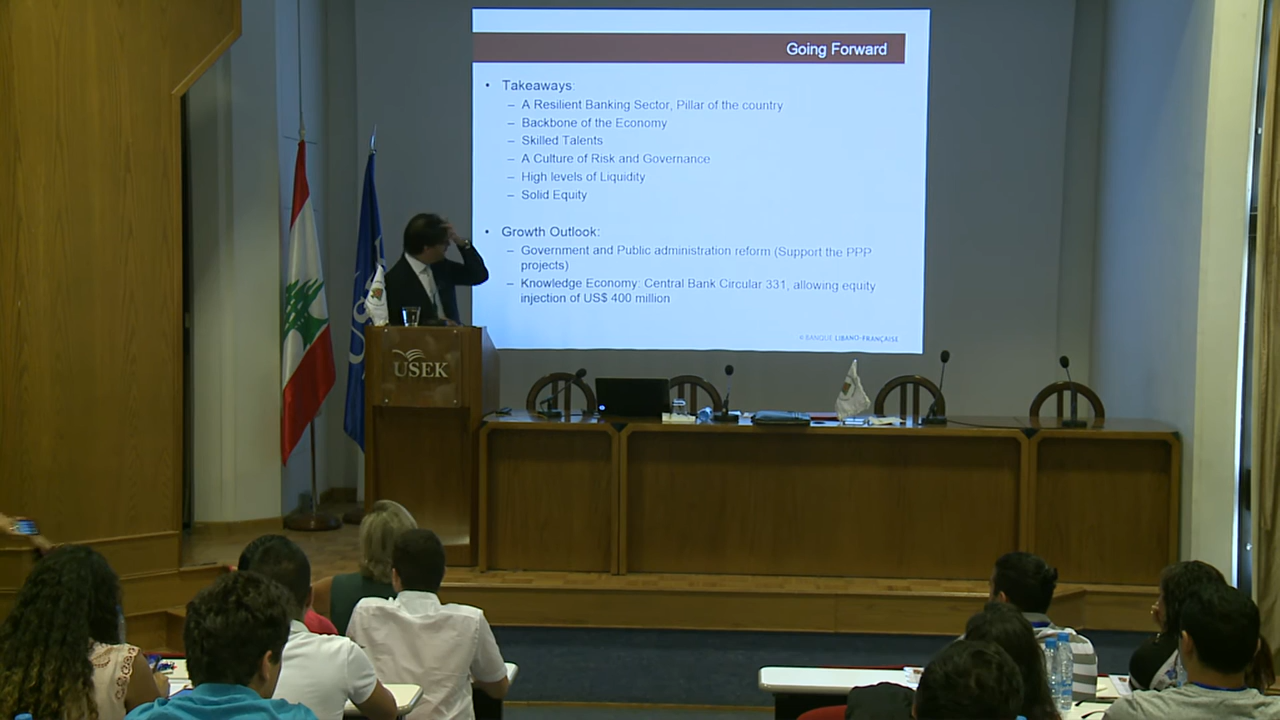 Going Forward
• Takeaways:
– A Resilient Banking Sector, Pillar of the country
– Backbone of the Economy
– Skilled Talents
– A Culture of Risk and Governance
– High levels of Liquidity
– Solid Equity
• Growth Outlook:
– Government and Public administration reform (Support the PPP
projects)
– Knowledge Economy: Central Bank Circular 331, allowing equity
injection of US$ 400 million
BANQUE LIBANO-FRANÇAISE
USEK